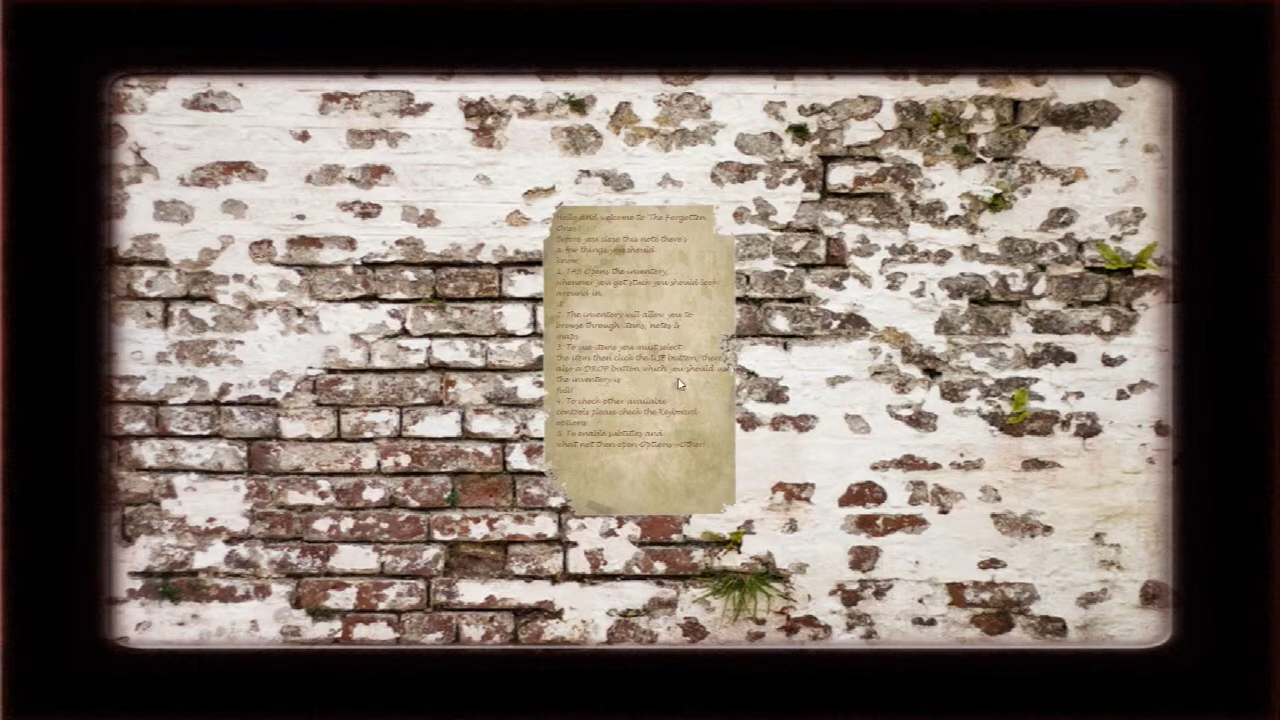 Hello and welcome to 'The Forgotten
Ones'!
Before you close this note there's
a for things you should
know:
1. TAB Opens the inventory,
whenever you get stuck you should look
around in
it
2. The inventory will allow you to
browse through items, notes &
maps
3. To use items you must select
the item then click the USE button, there's
also a DROP button which you should use
the inventory is
full!
4. To check other available
controls please check the Keyboard
options.
5. To enable subtitles and
what not then open Options->Other!